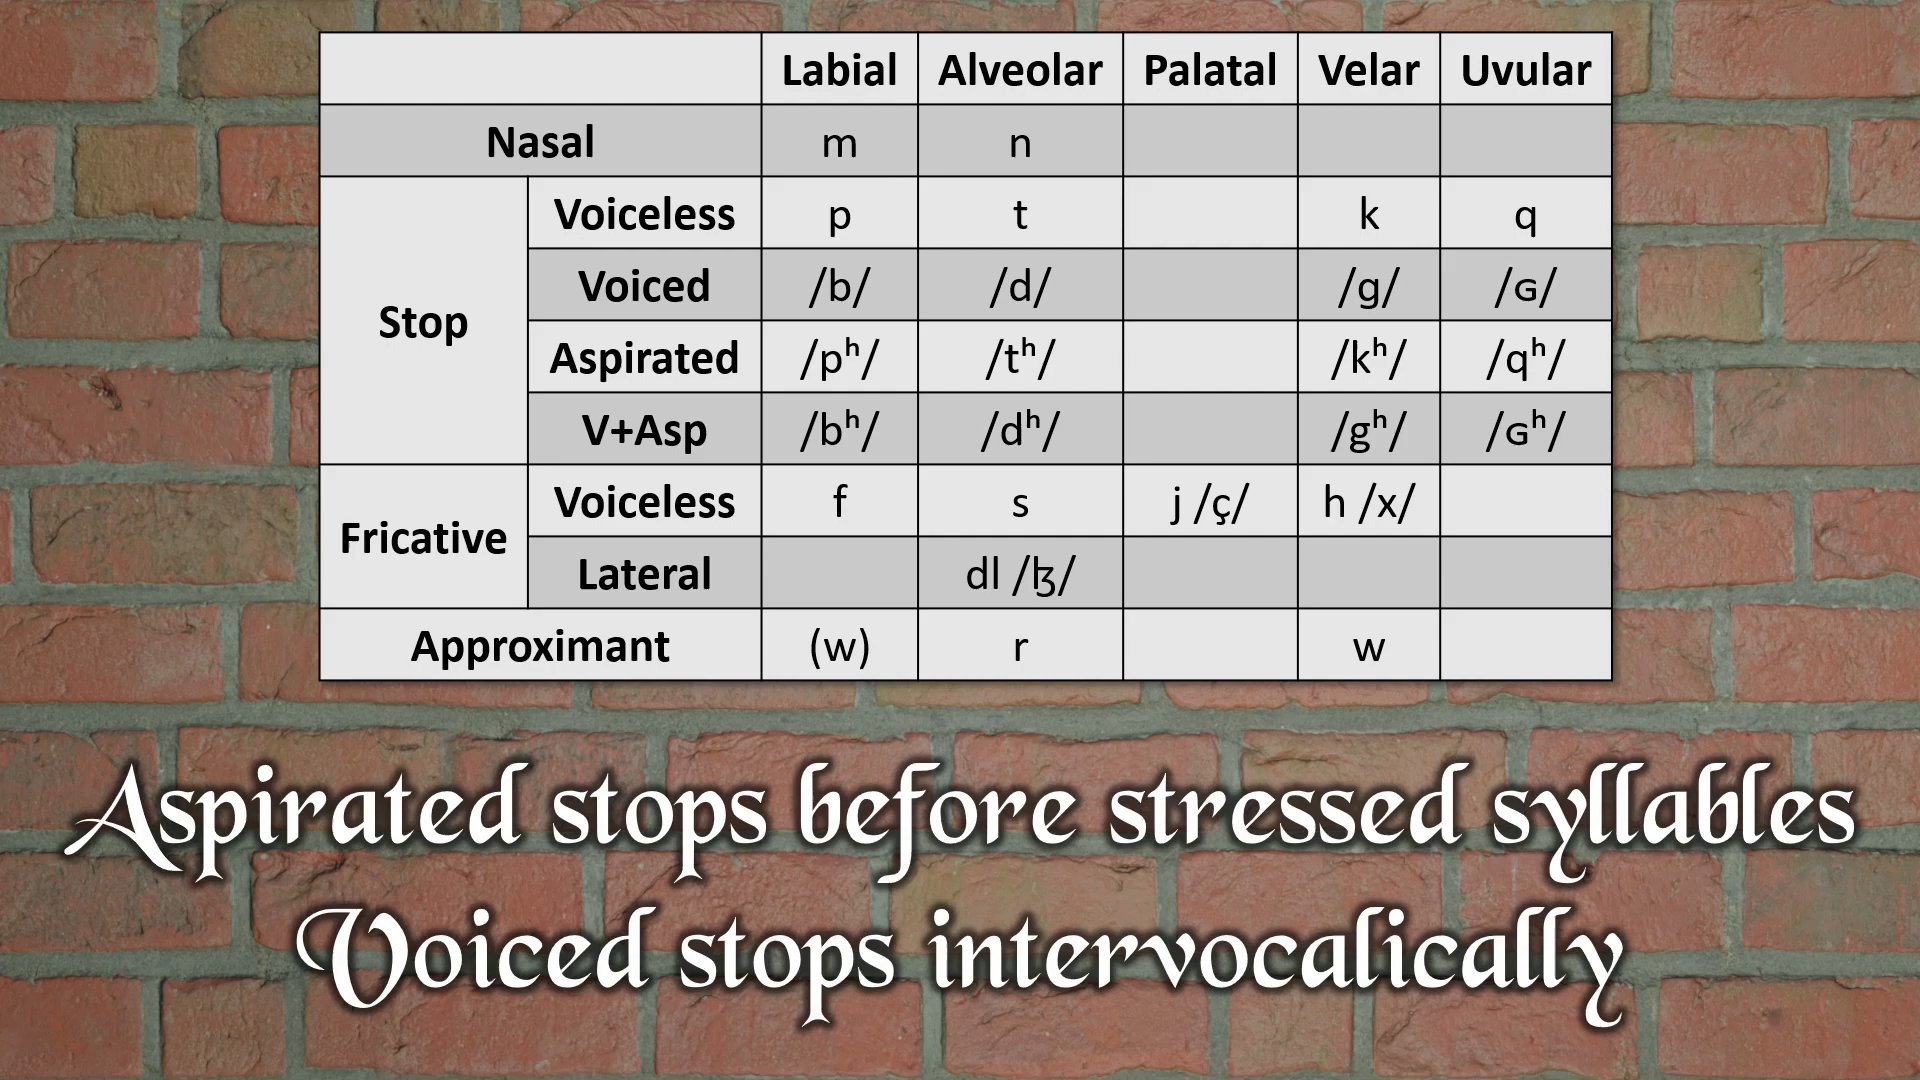 Labial Alveolar Palatal Velar Uvular
Nasal m n
Stop Voiceless p t k q
Voiced /b/ /d/ /g/ /ɢ/
Aspirated /pʰ/ /tʰ/ /kʰ/ /qʰ/
V+Asp /bʰ/ /dʰ/ /gʰ/ /ɢʰ/
Fricative Voiceless f s j /ç/ h /x/
Lateral dl /ɮ/
Approximant (w) r w
Aspirated stops before stressed syllables
Voiced stops intervocalically